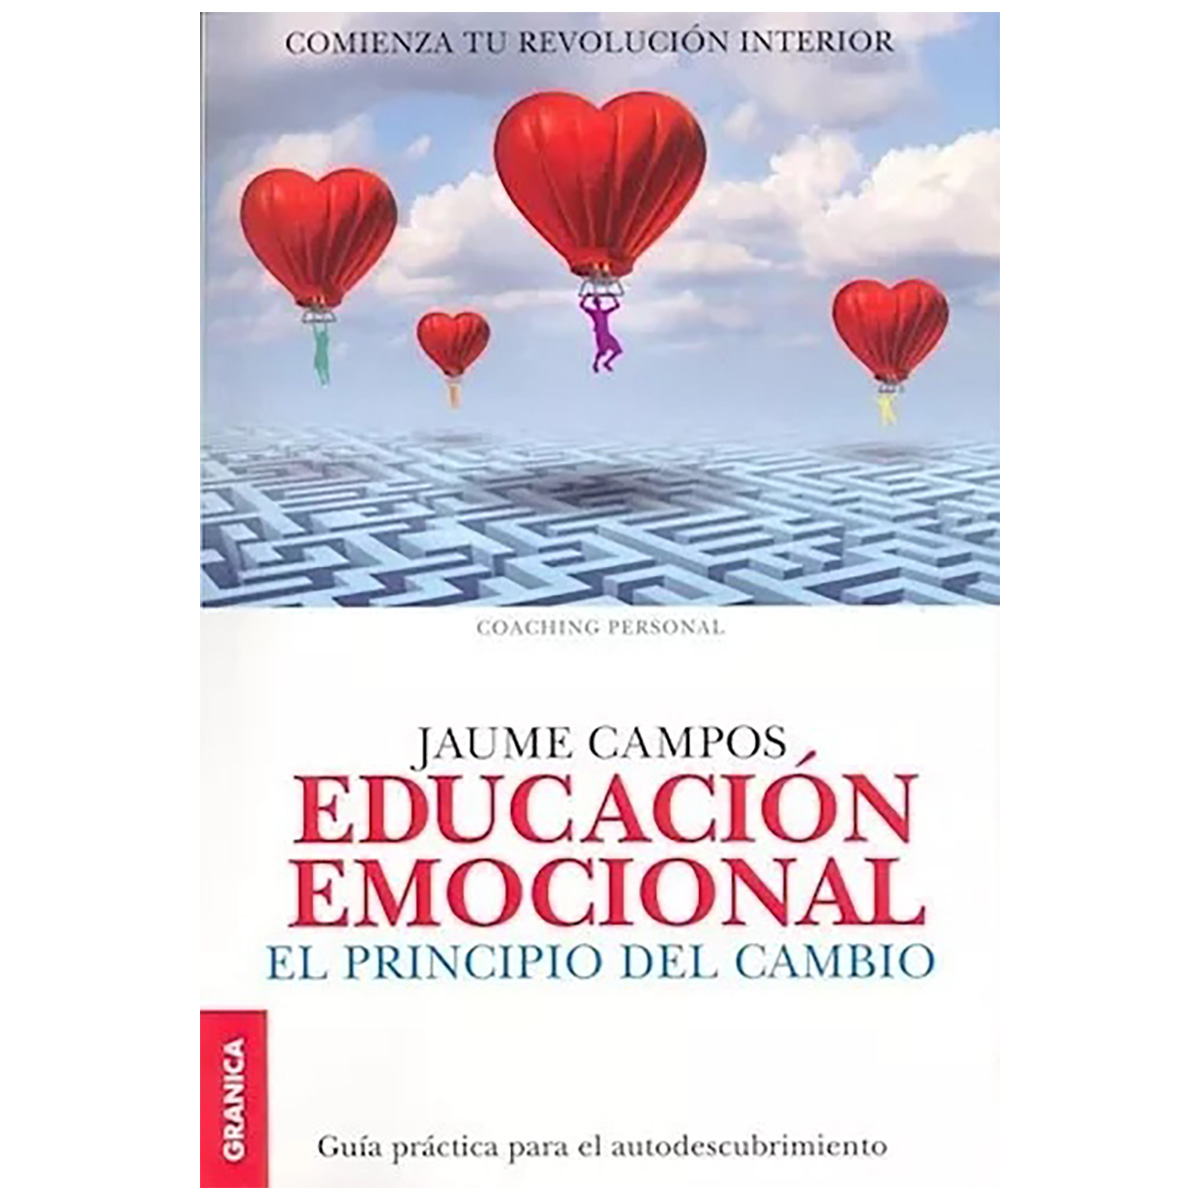 COMIENZA TU REVOLUCIÓN INTERIOR
COACHING PERSONAL
JAUME CAMPOS
EDUCACIÓN
EMOCIONAL
EL PRINCIPIO DEL CAMBIO
GRANICA
Guía práctica para el autodescubrimiento